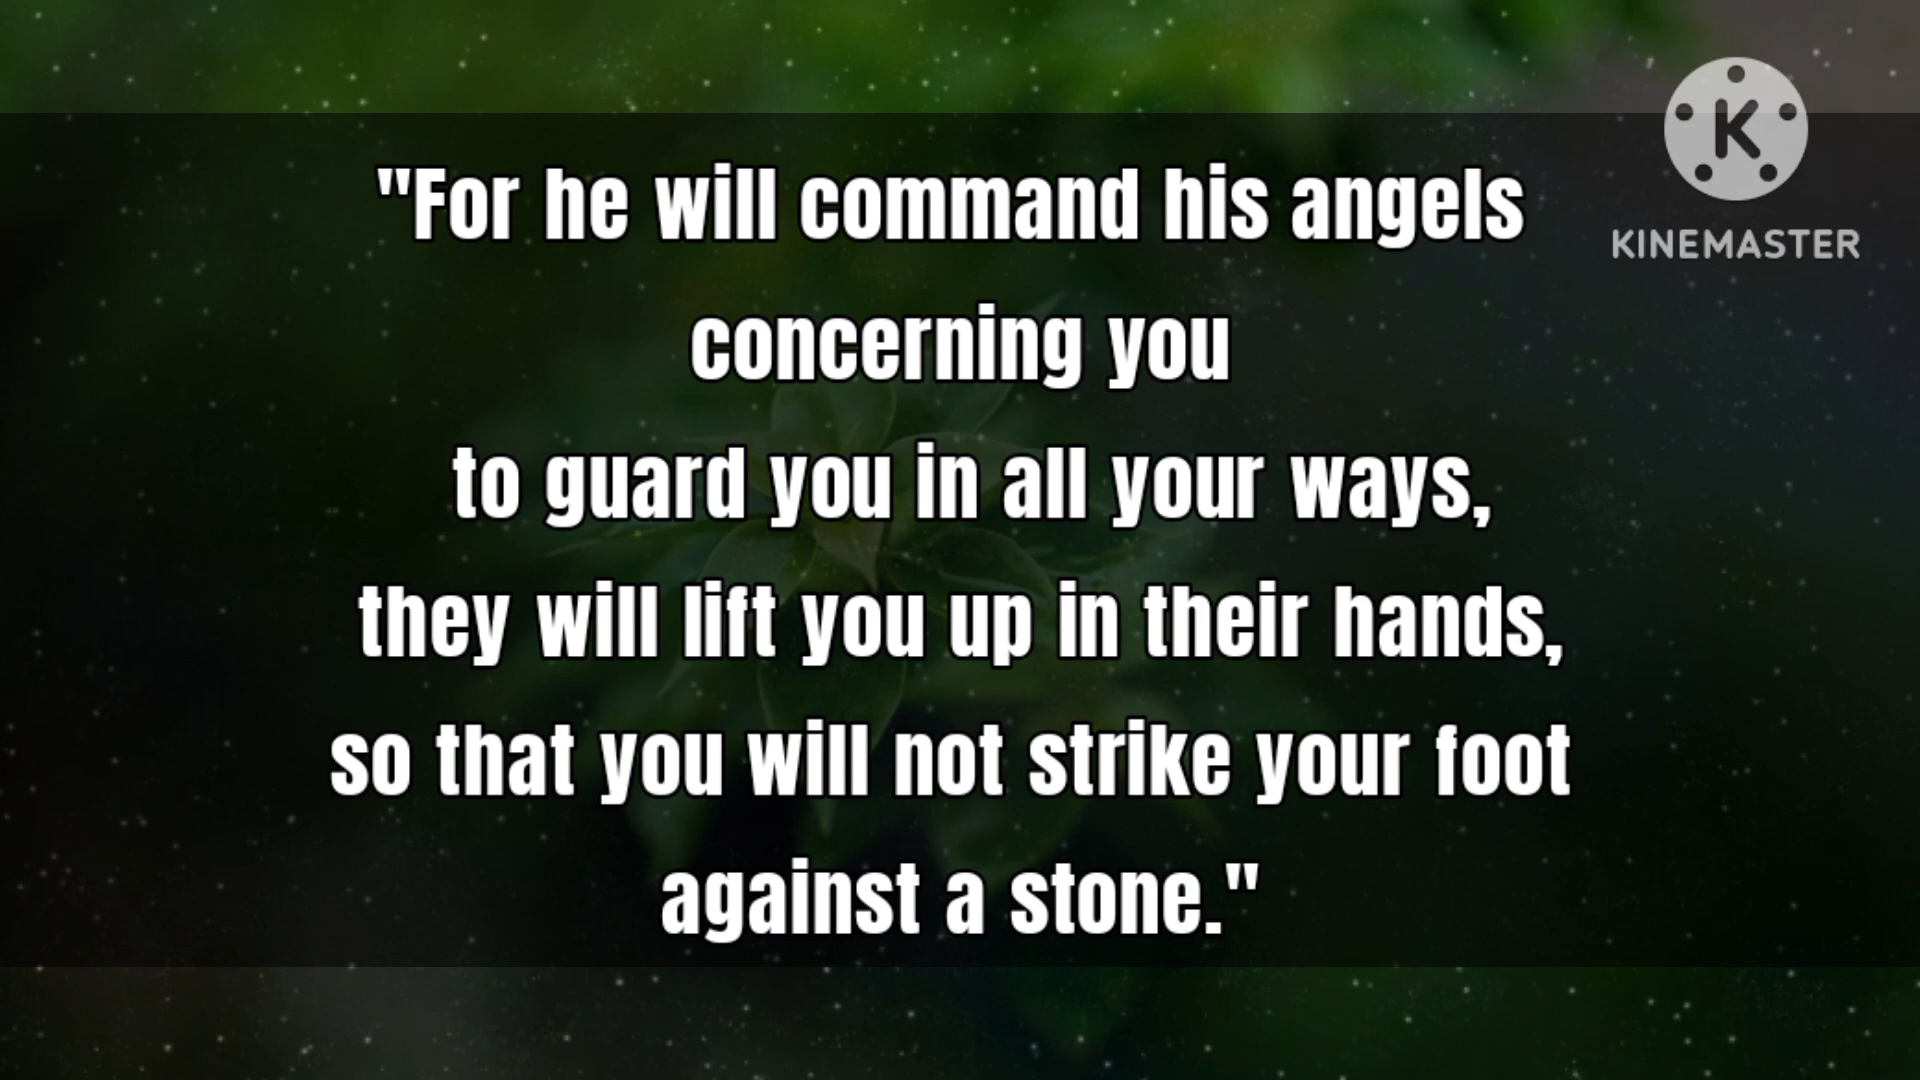 "For he will command his angels
concerning you
to guard you in all your ways,
they will lift you up in their hands,
so that you will not strike your foot
against a stone."
K
KINEMASTER